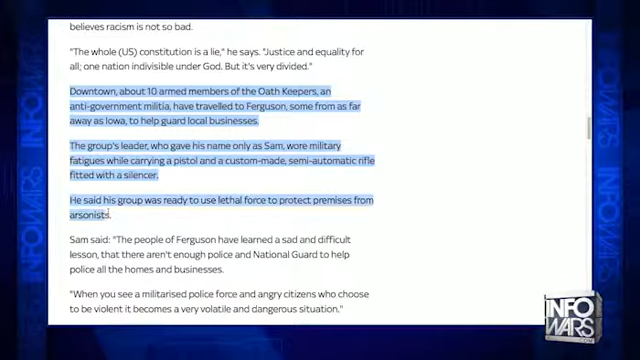 believes racism is not so bad.
"The whole (US) constitution is a lie," he says. "Justice and equality for
all; one nation indivisible under God. But it's very divided."
Downtown, about 10 armed members of the Oath Keepers, an
anti-government militia, have travelled to Ferguson, some from as far
away as Iowa, to help guard local businesses.
The group's leader, who gave his name only as Sam, wore military
fatigues while carrying a pistol and a custom-made, semi-automatic rifle
fitted with a silencer.
He said his group was ready to use lethal force to protect premises from
arsonists.
Sam said: "The people of Ferguson have learned a sad and difficult
lesson, that there aren't enough police and National Guard to help
police all the homes and businesses.
"When you see a militarised police force and angry citizens who choose
to be violent it becomes a very volatile and dangerous situation."
INFOWARS
INFOWARS
INFO
WARS
.COM